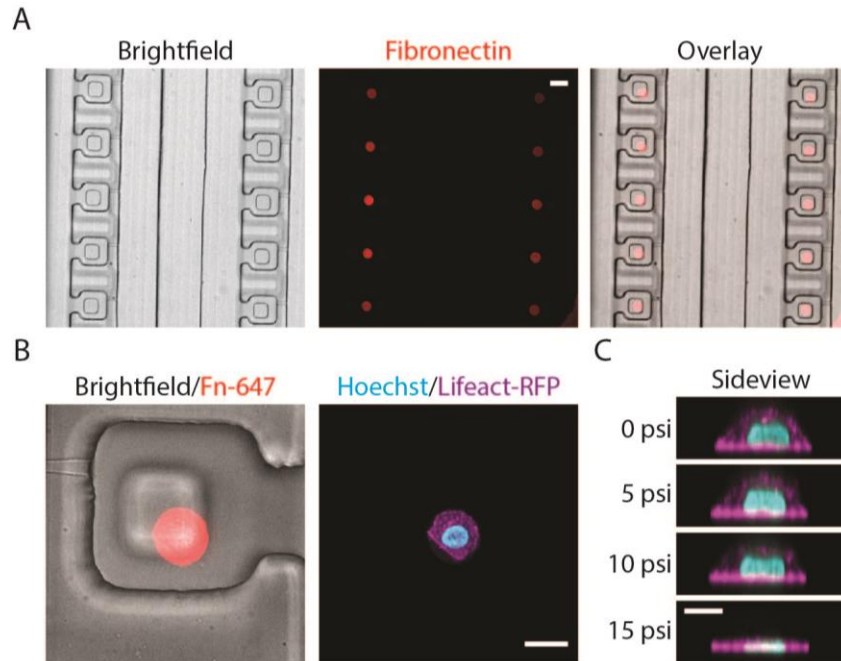 A
Brightfield
Fibronectin
Overlay
B
Brightfield/Fn-647
Hoechst/Lifeact-RFP
C
Sideview
0 psi
5 psi
10 psi
15 psi